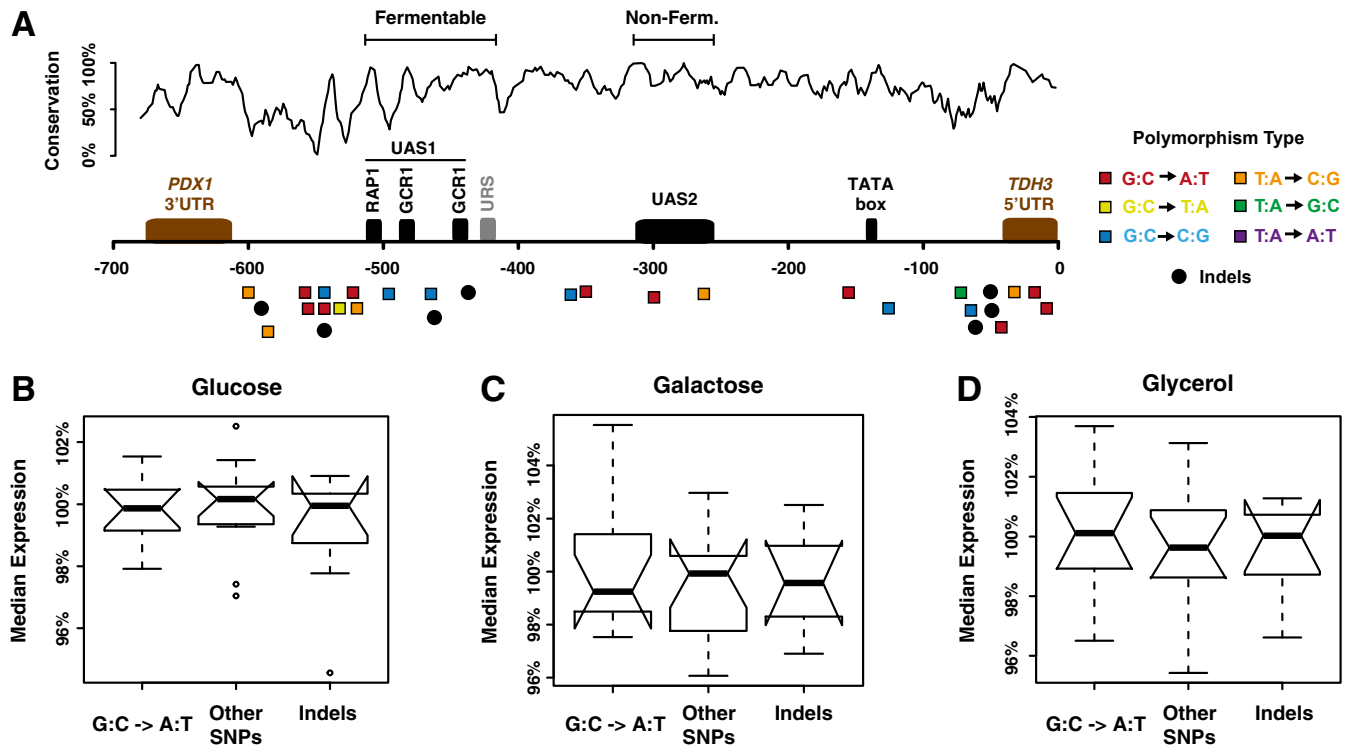 A
Fermentable
Non-Ferm.
Conservation
0% 50% 100%
UAS1
PDX1
3'UTR
RAP1
GCR1
GCR1
URS
UAS2
TATA
box
TDH3
5'UTR
-700 -600 -500 -400 -300 -200 -100 0
Polymorphism Type
G:C → A:T
T:A → C:G
G:C → T:A
T:A → G:C
G:C → C:G
T:A → A:T
Indels
B
Glucose
Median Expression
96% 98% 100% 102%
G:C -> A:T
Other
SNPs
Indels
C
Galactose
Median Expression
96% 98% 100% 102% 104%
G:C -> A:T
Other
SNPs
Indels
D
Glycerol
Median Expression
96% 98% 100% 102% 104%
G:C -> A:T
Other
SNPs
Indels